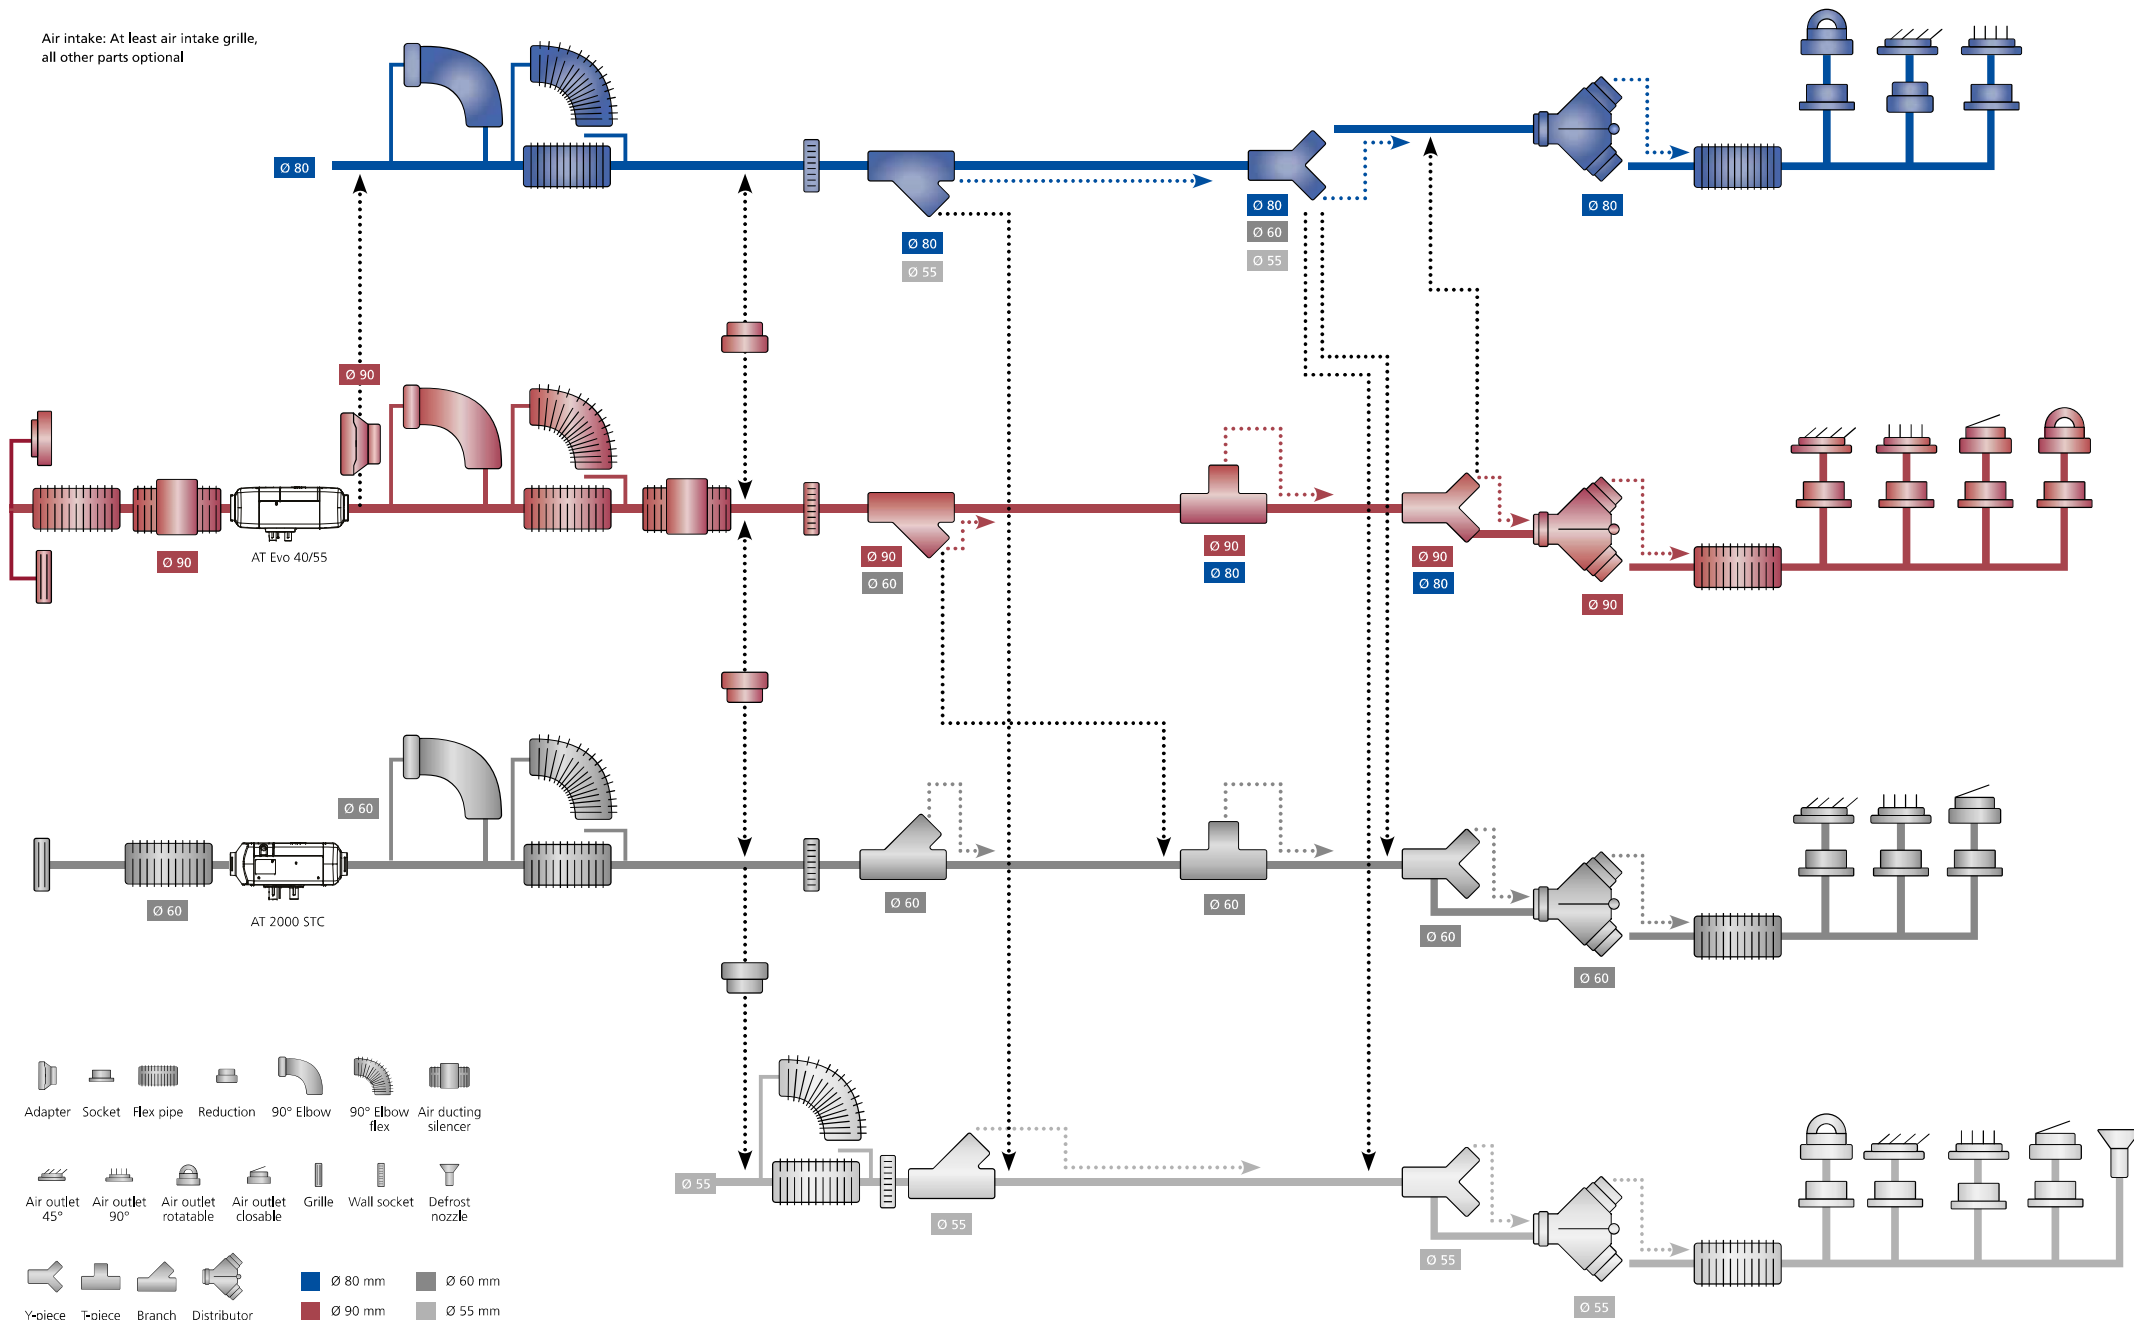 Air intake: At least air intake grille,
all other parts optional
Ø 80
Ø 80
Ø 80
Ø 80
Ø 60
Ø 55
Ø 80
Ø 55
Ø 90
Ø 90
AT Evo 40/55
Ø 90
Ø 60
Ø 90
Ø 80
Ø 90
Ø 80
Ø 90
Ø 60
Ø 60
AT 2000 STC
Ø 60
Ø 60
Ø 60
Ø 60
Ø 55
Ø 55
Ø 55
Ø 55
Adapter
Socket
Flex pipe
Reduction
90° Elbow
90° Elbow
flex
Air ducting
silencer
Air outlet
45°
Air outlet
90°
Air outlet
rotatable
Air outlet
closable
Grille
Wall socket
Defrost
nozzle
Y-piece
T-piece
Branch
Distributor
Ø 80 mm
Ø 60 mm
Ø 90 mm
Ø 55 mm